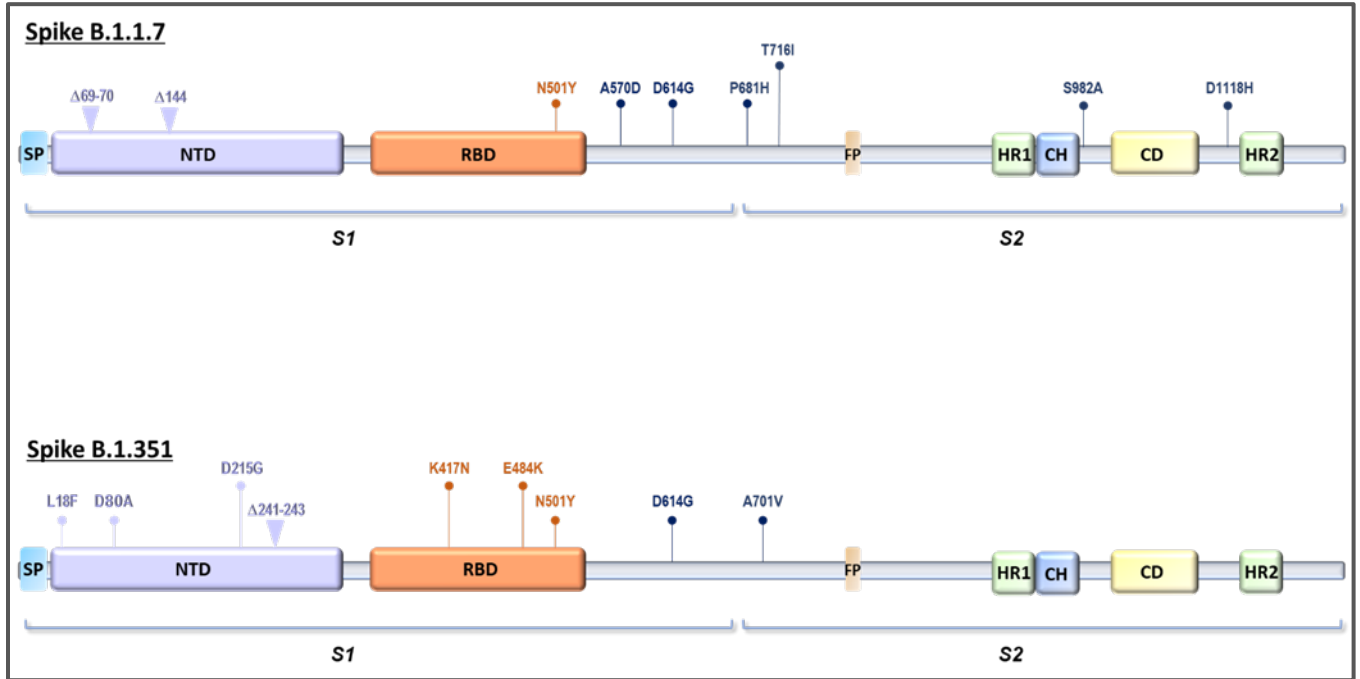 Spike B.1.1.7
T716I
Δ69-70 Δ144 N501Y A570D D614G P681H S982A D1118H
SP NTD RBD FP HR1 CH CD HR2
S1 S2
Spike B.1.351
D215G K417N E484K
L18F D80A Δ241-243 N501Y D614G A701V
SP NTD RBD FP HR1 CH CD HR2
S1 S2